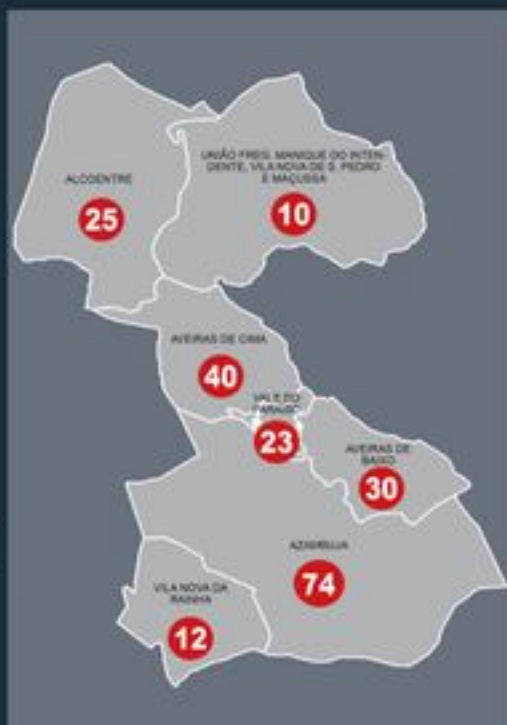 ALCOENTRE
25
UNIÃO FREG. MANIQUE DO INTEN-
DENTE, VILA NOVA DE S. PEDRO
E MAÇUSSA
10
AVEIRAS DE CIMA
40
VALE DO
PARAÍSO
23
AVEIRAS DE
BAIXO
30
AZAMBUJA
74
VILA NOVA DA
RAINHA
12